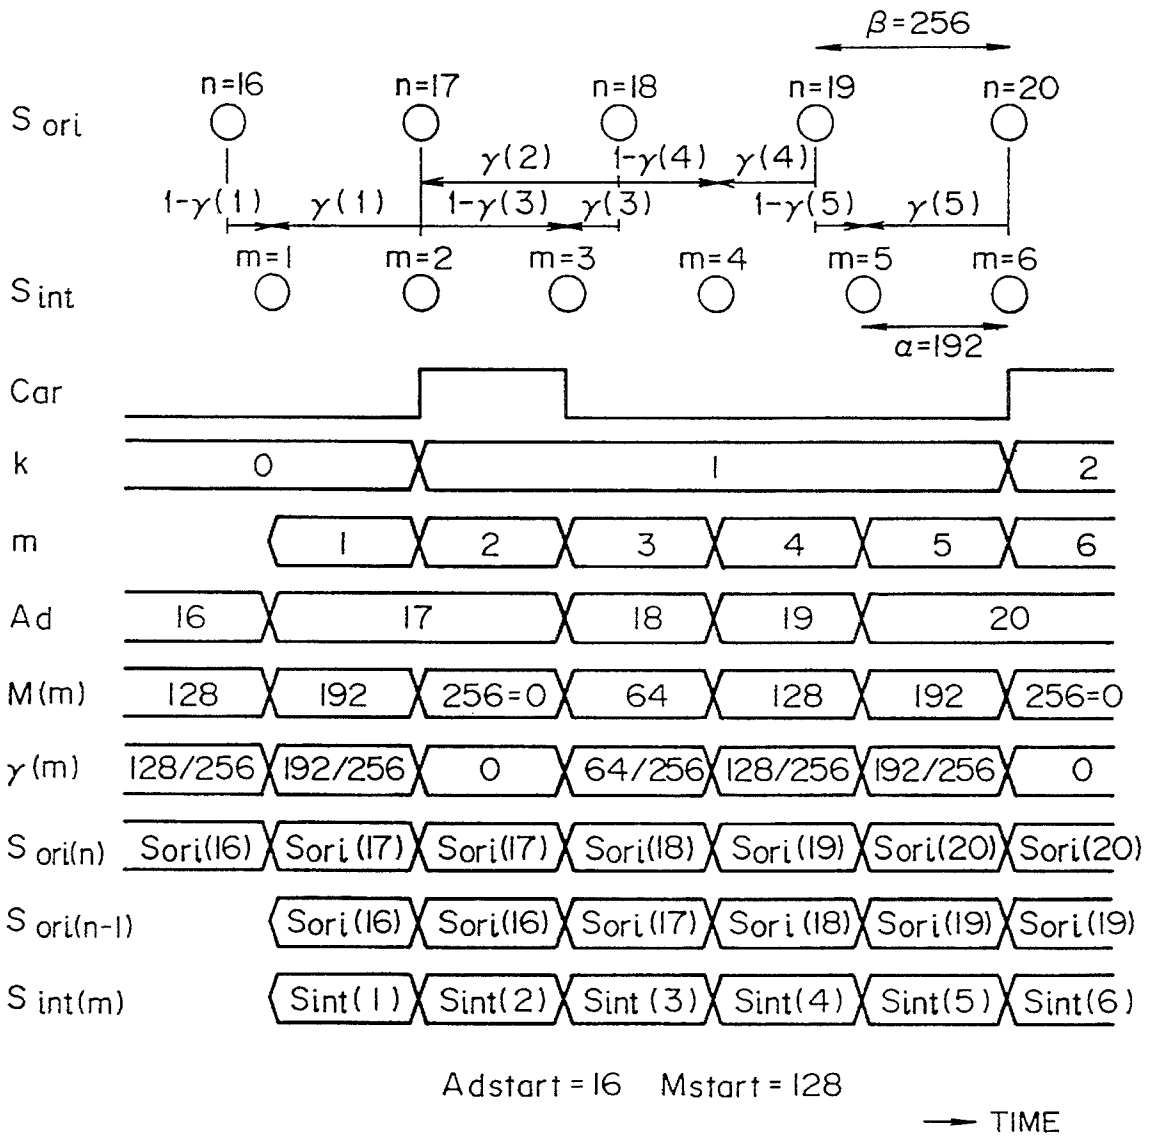 β=256
n=16 n=17 n=18 n=19 n=20
S ori
γ(2) 1-γ(4) γ(4)
1-γ(1) γ(1) 1-γ(3) γ(3) 1-γ(5) γ(5)
m=1 m=2 m=3 m=4 m=5 m=6
S int
α=192
Car
k 0 1 2
m 1 2 3 4 5 6
Ad 16 17 18 19 20
M(m) 128 192 256=0 64 128 192 256=0
γ(m) 128/256 192/256 0 64/256 128/256 192/256 0
S ori(n) Sori(16) Sori(17) Sori(17) Sori(18) Sori(19) Sori(20) Sori(20)
S ori(n-1) Sori(16) Sori(16) Sori(17) Sori(18) Sori(19) Sori(19)
S int(m) Sint(1) Sint(2) Sint(3) Sint(4) Sint(5) Sint(6)
Adstart=16 Mstart=128
TIME